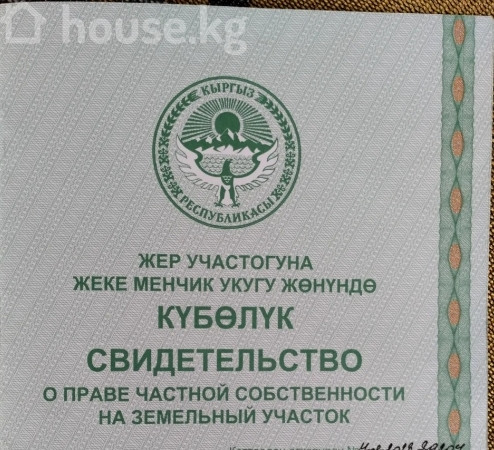 house.kg
КЫРГЫЗ
РЕСПУБЛИКАСЫ
ЖЕР УЧАСТОГУНА
ЖЕКЕ МЕНЧИК УКУГУ ЖӨНҮНДӨ
КҮБӨЛҮК
СВИДЕТЕЛЬСТВО
О ПРАВЕ ЧАСТНОЙ СОБСТВЕННОСТИ
НА ЗЕМЕЛЬНЫЙ УЧАСТОК